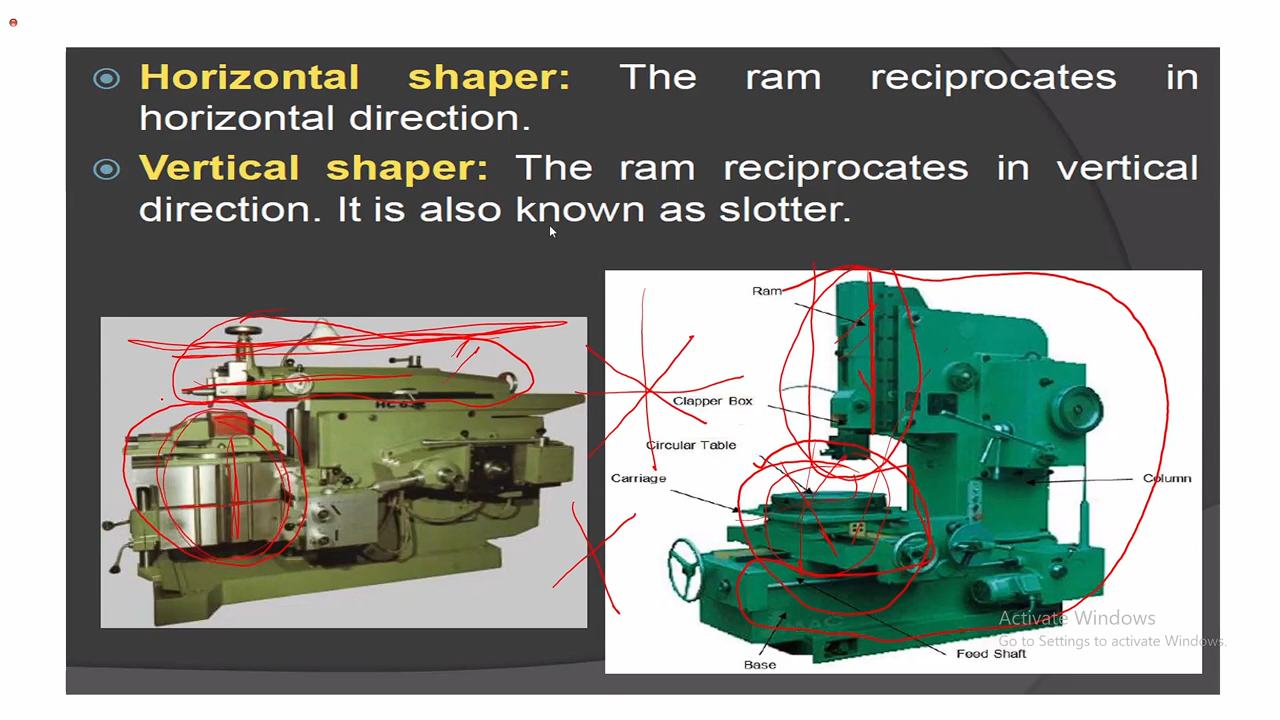 Horizontal shaper: The ram reciprocates in
horizontal direction.
Vertical shaper: The ram reciprocates in vertical
direction. It is also known as slotter.
Ram
Clapper Box
Circular Table
Carriage
Column
Activate Windows
Go to Settings to activate Windows.
Feed Shaft
Base